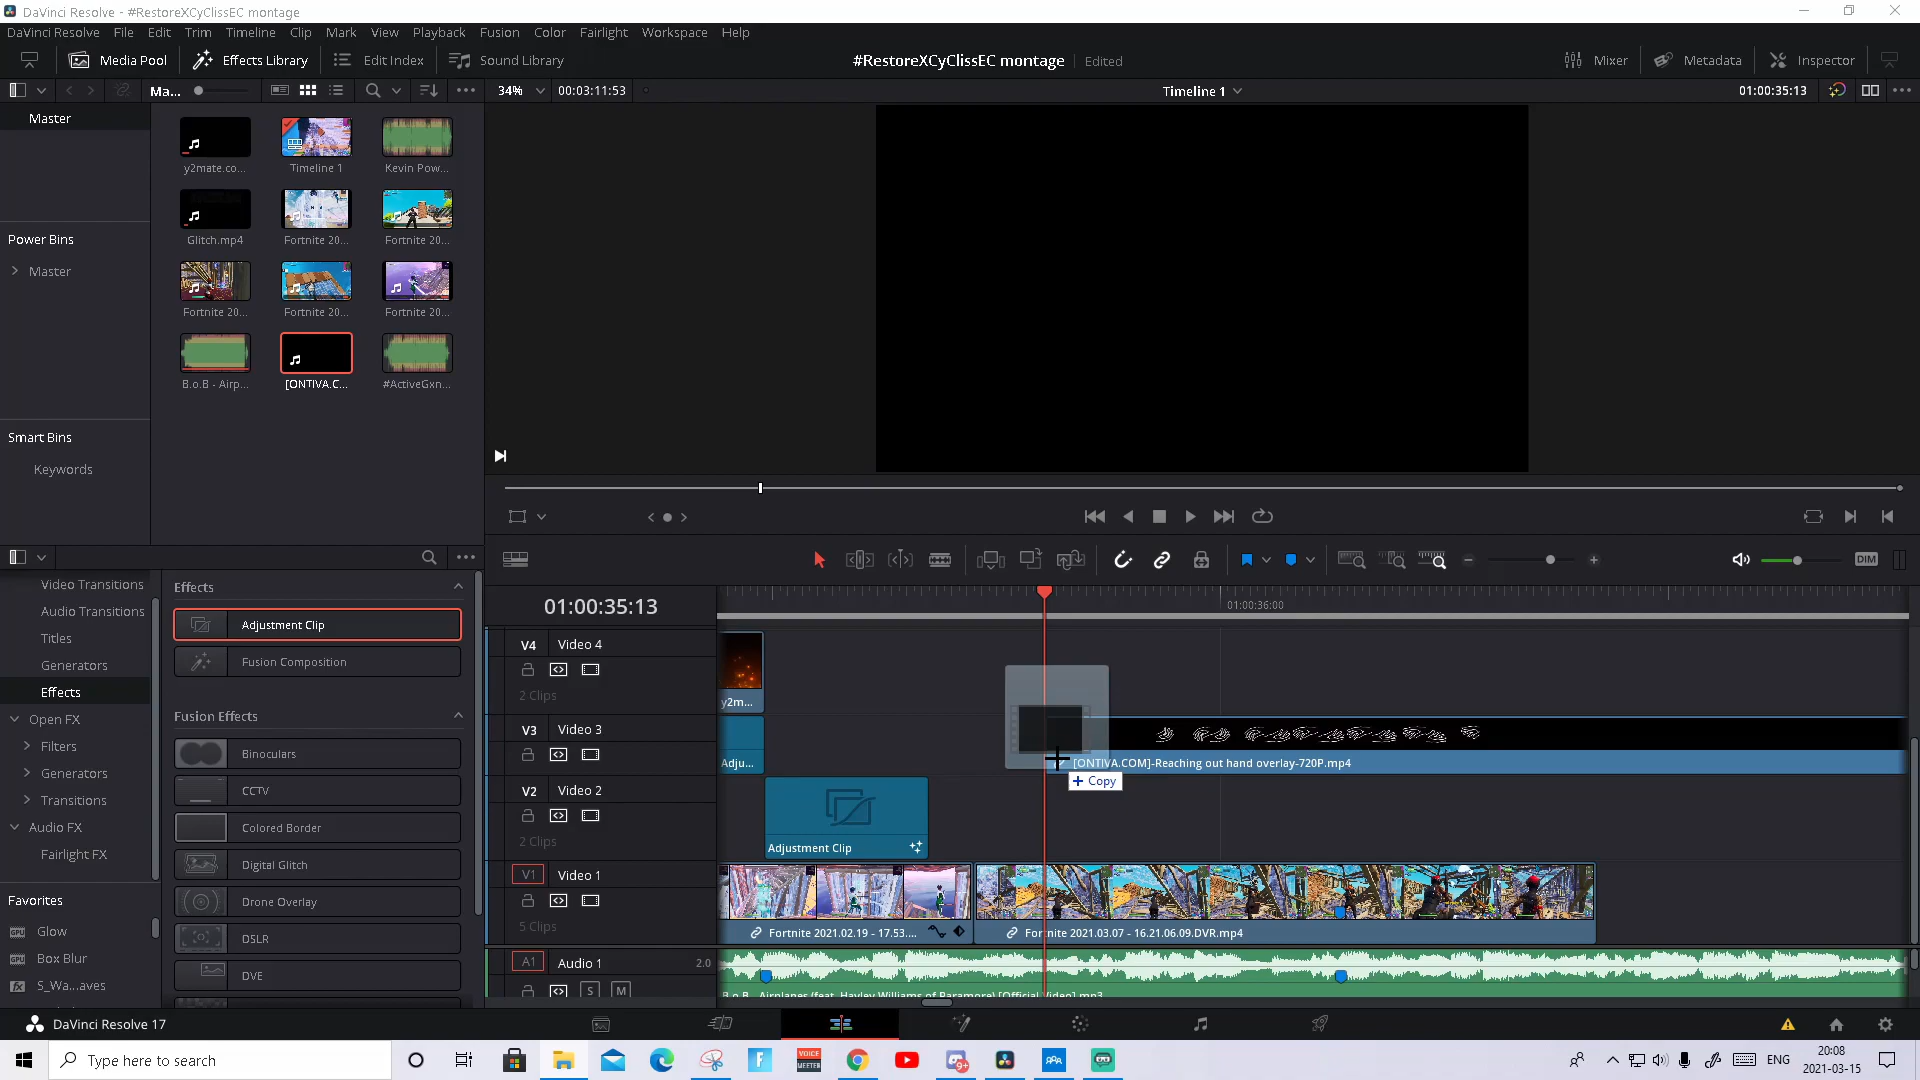 DaVinci Resolve - #RestoreXCyClissEC montage
DaVinci Resolve File Edit Trim Timeline Clip Mark View Playback Fusion Color Fairlight Workspace Help
Media Pool Effects Library Edit Index Sound Library #RestoreXCyClissEC montage Edited Mixer Metadata Inspector
Ma... 34% 00:03:11:53 Timeline 1 01:00:35:13
Master
y2mate.co... Timeline 1 Kevin Pow...
Power Bins
Master
Glitch.mp4 Fortnite 20... Fortnite 20...
Fortnite 20... Fortnite 20... Fortnite 20...
B.o.B - Airp... [ONTIVA.C... #ActiveGxn...
Smart Bins
Keywords
DIM
Video Transitions
Audio Transitions
Titles
Generators
Effects
Open FX
Filters
Generators
Transitions
Audio FX
Fairlight FX
Favorites
Glow
Box Blur
S_Wa...aves
Effects
Adjustment Clip
Fusion Composition
Fusion Effects
Binoculars
CCTV
Colored Border
Digital Glitch
Drone Overlay
DSLR
DVE
01:00:35:13 01:00:36:00
V4 Video 4
2 Clips
y2m...
V3 Video 3
Adju...
[ONTIVA.COM]-Reaching out hand overlay-720P.mp4
+ Copy
V2 Video 2
2 Clips
Adjustment Clip
V1 Video 1
5 Clips
Fortnite 2021.02.19 - 17.53.... Fortnite 2021.03.07 - 16.21.06.09.DVR.mp4
A1 Audio 1 2.0
S M
B.o.B - Airplanes (feat. Hayley Williams of Paramore) [Official Video].mp3
DaVinci Resolve 17
Type here to search
VOICE MEETER
ENG
20:08
2021-03-15